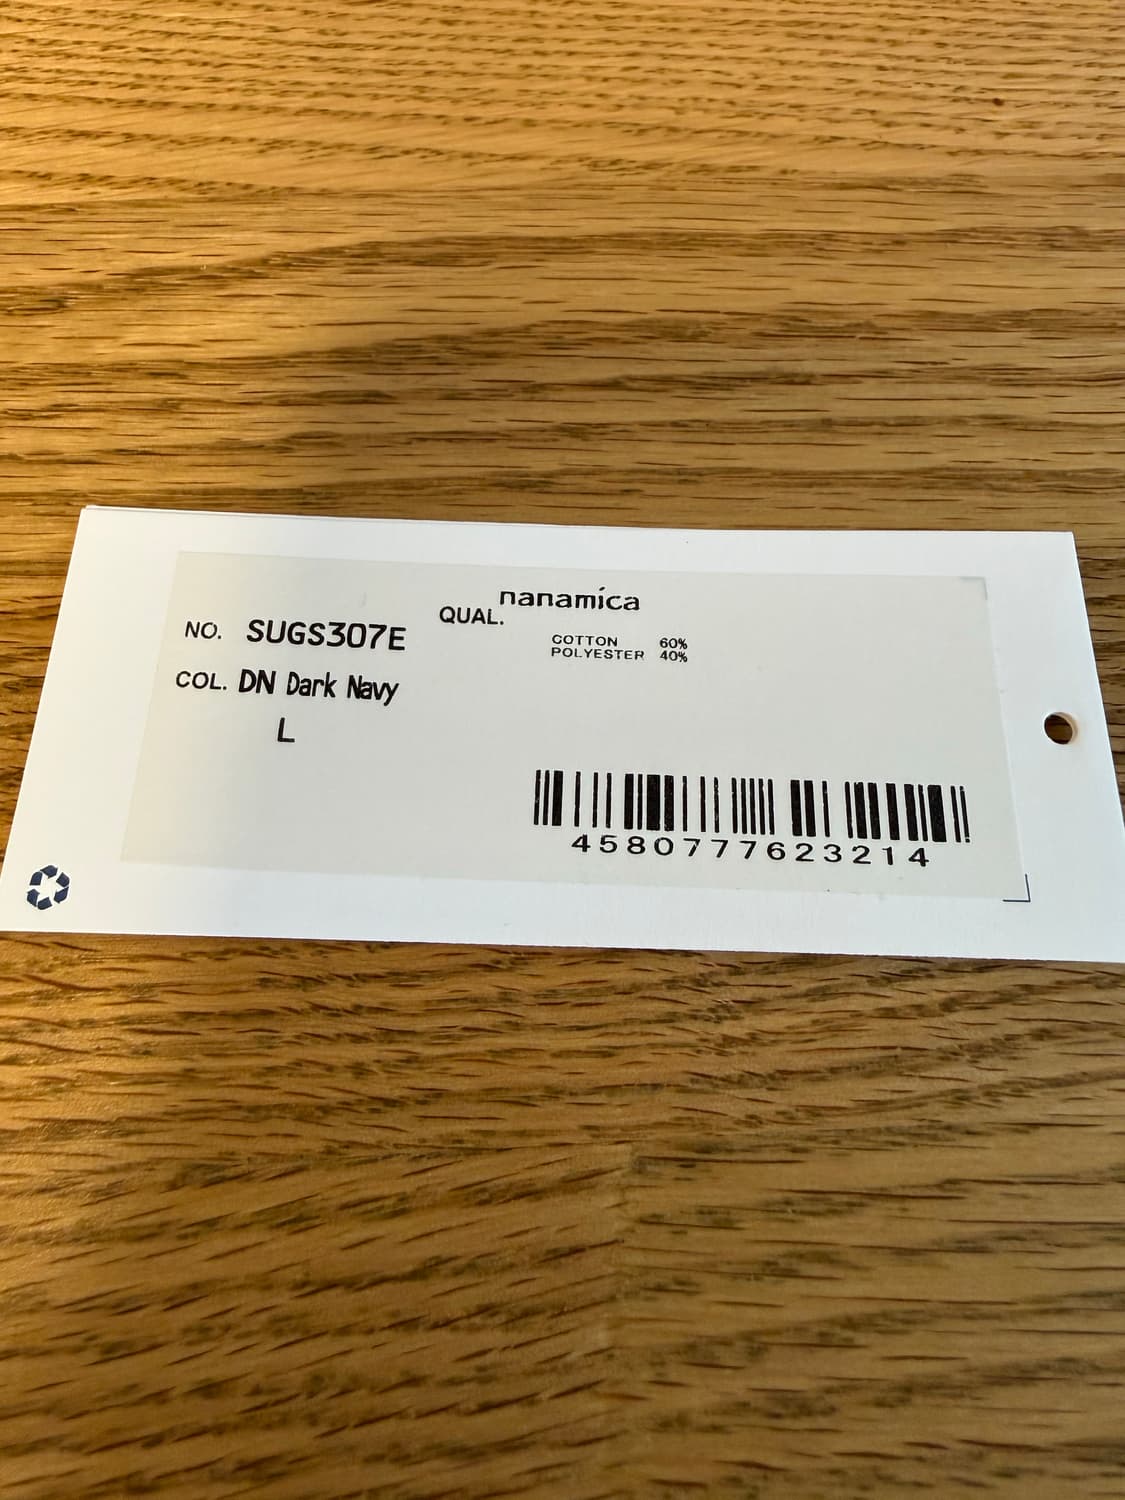 nanamica
NO. SUGS307E
QUAL.
COTTON 60%
POLYESTER 40%
COL. DN Dark Navy
L
4580777623214